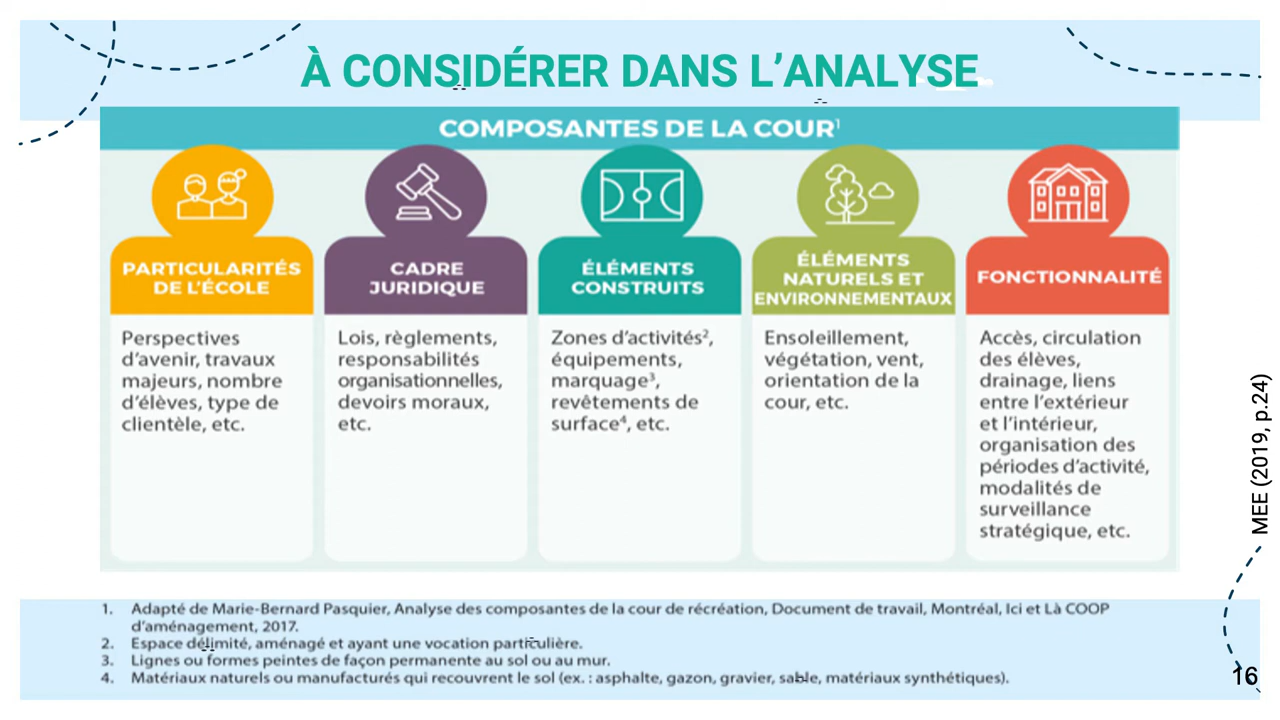 À CONSIDÉRER DANS L'ANALYSE
COMPOSANTES DE LA COUR¹
PARTICULARITÉS
DE L'ÉCOLE
Perspectives
d'avenir, travaux
majeurs, nombre
d'élèves, type de
clientèle, etc.
CADRE
JURIDIQUE
Lois, règlements,
responsabilités
organisationnelles,
devoirs moraux,
etc.
ÉLÉMENTS
CONSTRUITS
Zones d'activités²,
équipements,
marquage³,
revêtements de
surface⁴, etc.
ÉLÉMENTS
NATURELS ET
ENVIRONNEMENTAUX
Ensoleillement,
végétation, vent,
orientation de la
cour, etc.
FONCTIONNALITÉ
Accès, circulation
des élèves,
drainage, liens
entre l'extérieur
et l'intérieur,
organisation des
périodes d'activité,
modalités de
surveillance
stratégique, etc.
MEE (2019, p.24)
1. Adapté de Marie-Bernard Pasquier, Analyse des composantes de la cour de récréation, Document de travail, Montréal, Ici et Là COOP
d'aménagement, 2017.
2. Espace délimité, aménagé et ayant une vocation particulière.
3. Lignes ou formes peintes de façon permanente au sol ou au mur.
4. Matériaux naturels ou manufacturés qui recouvrent le sol (ex. : asphalte, gazon, gravier, sable, matériaux synthétiques).
16